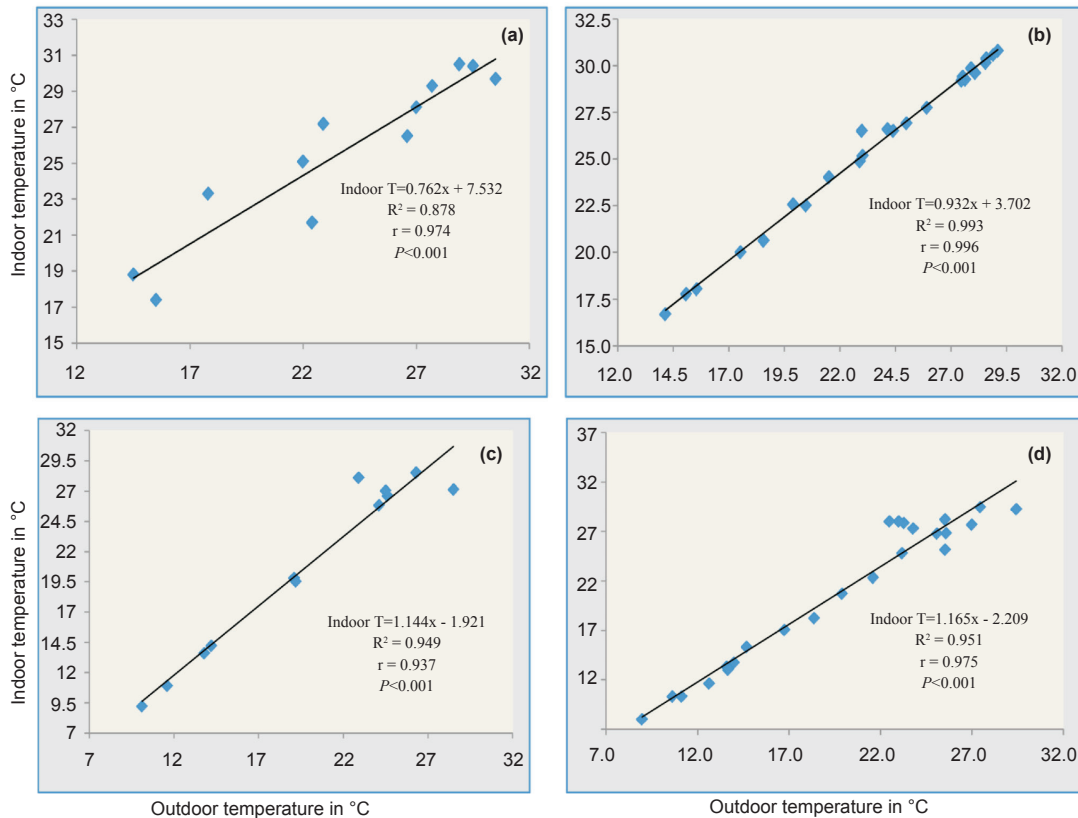 (a)
Indoor temperature in °C
33
31
29
27
25
23
21
19
17
15
12
17
22
27
32
Indoor T=0.762x + 7.532
R² = 0.878
r = 0.974
P<0.001
(b)
32.5
30.0
27.5
25.0
22.5
20.0
17.5
15.0
12.0
14.5
17.0
19.5
22.0
24.5
27.0
29.5
32.0
Indoor T=0.932x + 3.702
R² = 0.993
r = 0.996
P<0.001
(c)
Indoor temperature in °C
32
29.5
27
24.5
22
19.5
17
14.5
12
9.5
7
7
12
17
22
27
32
Indoor T=1.144x - 1.921
R² = 0.949
r = 0.937
P<0.001
Outdoor temperature in °C
(d)
37
32
27
22
17
12
7.0
12.0
17.0
22.0
27.0
32.0
Indoor T=1.165x - 2.209
R² = 0.951
r = 0.975
P<0.001
Outdoor temperature in °C